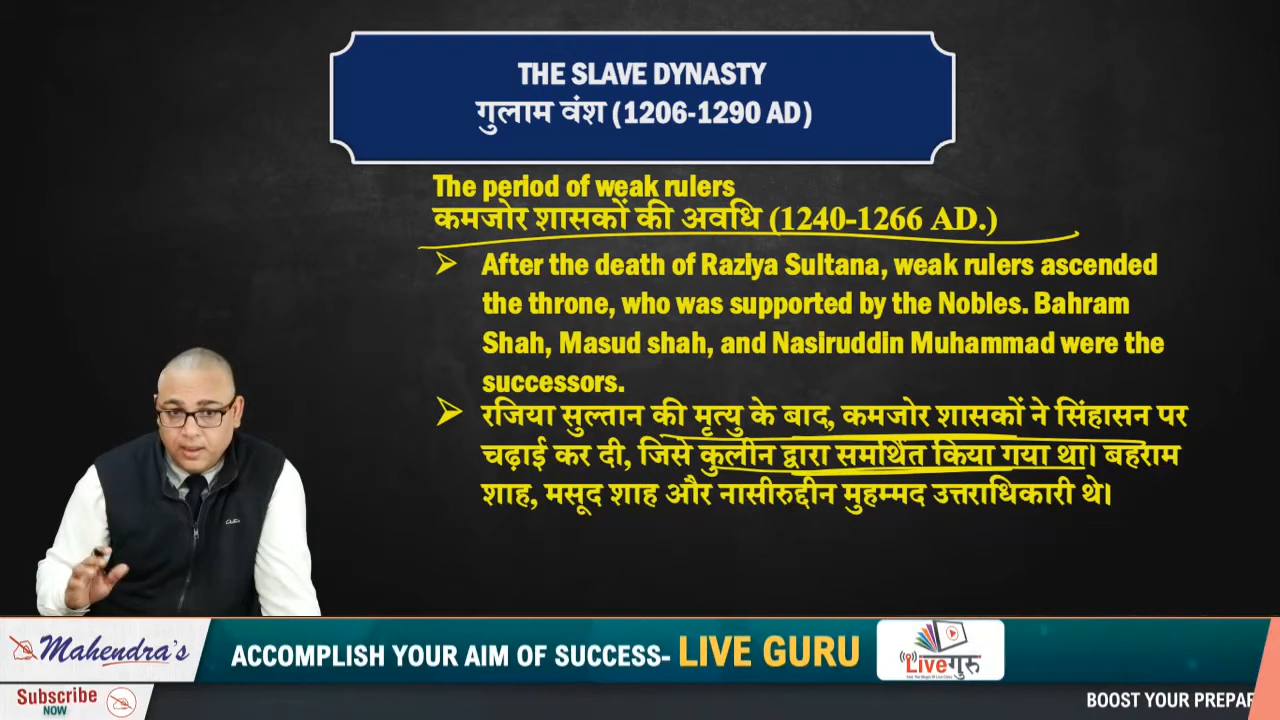 THE SLAVE DYNASTY
गुलाम वंश (1206-1290 AD)
The period of weak rulers
कमजोर शासकों की अवधि (1240-1266 AD.)
After the death of Raziya Sultana, weak rulers ascended
the throne, who was supported by the Nobles. Bahram
Shah, Masud shah, and Nasiruddin Muhammad were the
successors.
रजिया सुल्तान की मृत्यु के बाद, कमजोर शासकों ने सिंहासन पर
चढ़ाई कर दी, जिसे कुलीन द्वारा समर्थित किया गया था। बहराम
शाह, मसूद शाह और नासीरुद्दीन मुहम्मद उत्तराधिकारी थे।
Mahendra's
ACCOMPLISH YOUR AIM OF SUCCESS- LIVE GURU
Liveगुरु
Subscribe
NOW
BOOST YOUR PREPAR